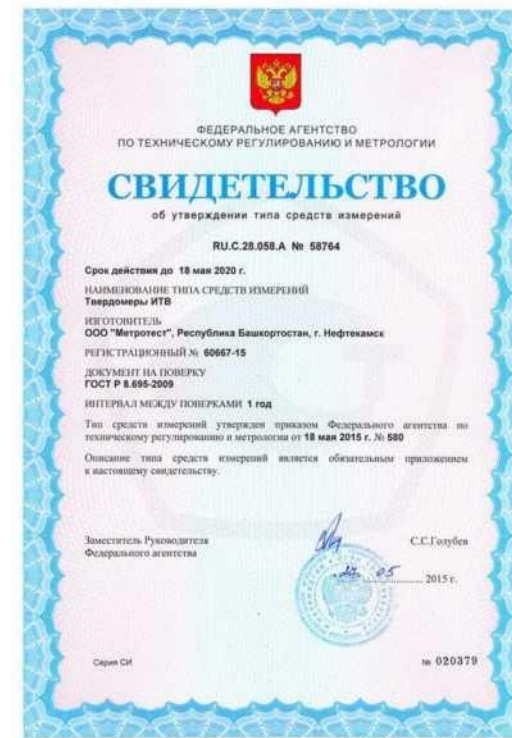 ФЕДЕРАЛЬНОЕ АГЕНТСТВО
ПО ТЕХНИЧЕСКОМУ РЕГУЛИРОВАНИЮ И МЕТРОЛОГИИ
СВИДЕТЕЛЬСТВО
об утверждении типа средств измерений
RU.C.28.058.A № 58764
Срок действия до 18 мая 2020 г.
НАИМЕНОВАНИЕ ТИПА СРЕДСТВ ИЗМЕРЕНИЙ
Твердомеры ИТВ
ИЗГОТОВИТЕЛЬ
ООО "Метротест", Республика Башкортостан, г. Нефтекамск
РЕГИСТРАЦИОННЫЙ № 60667-15
ДОКУМЕНТ НА ПОВЕРКУ
ГОСТ Р 8.695-2009
ИНТЕРВАЛ МЕЖДУ ПОВЕРКАМИ 1 год
Тип средств измерений утвержден приказом Федерального агентства по
техническому регулированию и метрологии от 18 мая 2015 г. № 580
Описание типа средств измерений является обязательным приложением
к настоящему свидетельству.
Заместитель Руководителя
Федерального агентства
С.С.Голубев
27 05 2015 г.
Серия СИ
№ 020379